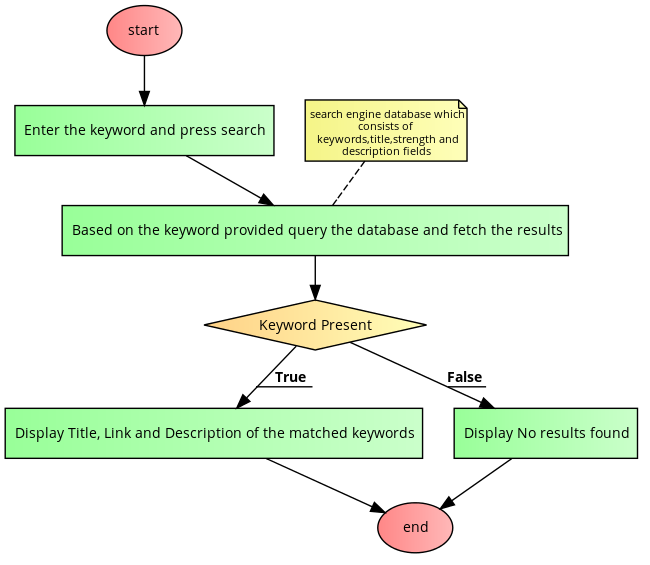 start
Enter the keyword and press search
search engine database which
consists of
keywords,title,strength and
description fields
Based on the keyword provided query the database and fetch the results
Keyword Present
True
False
Display Title, Link and Description of the matched keywords
Display No results found
end